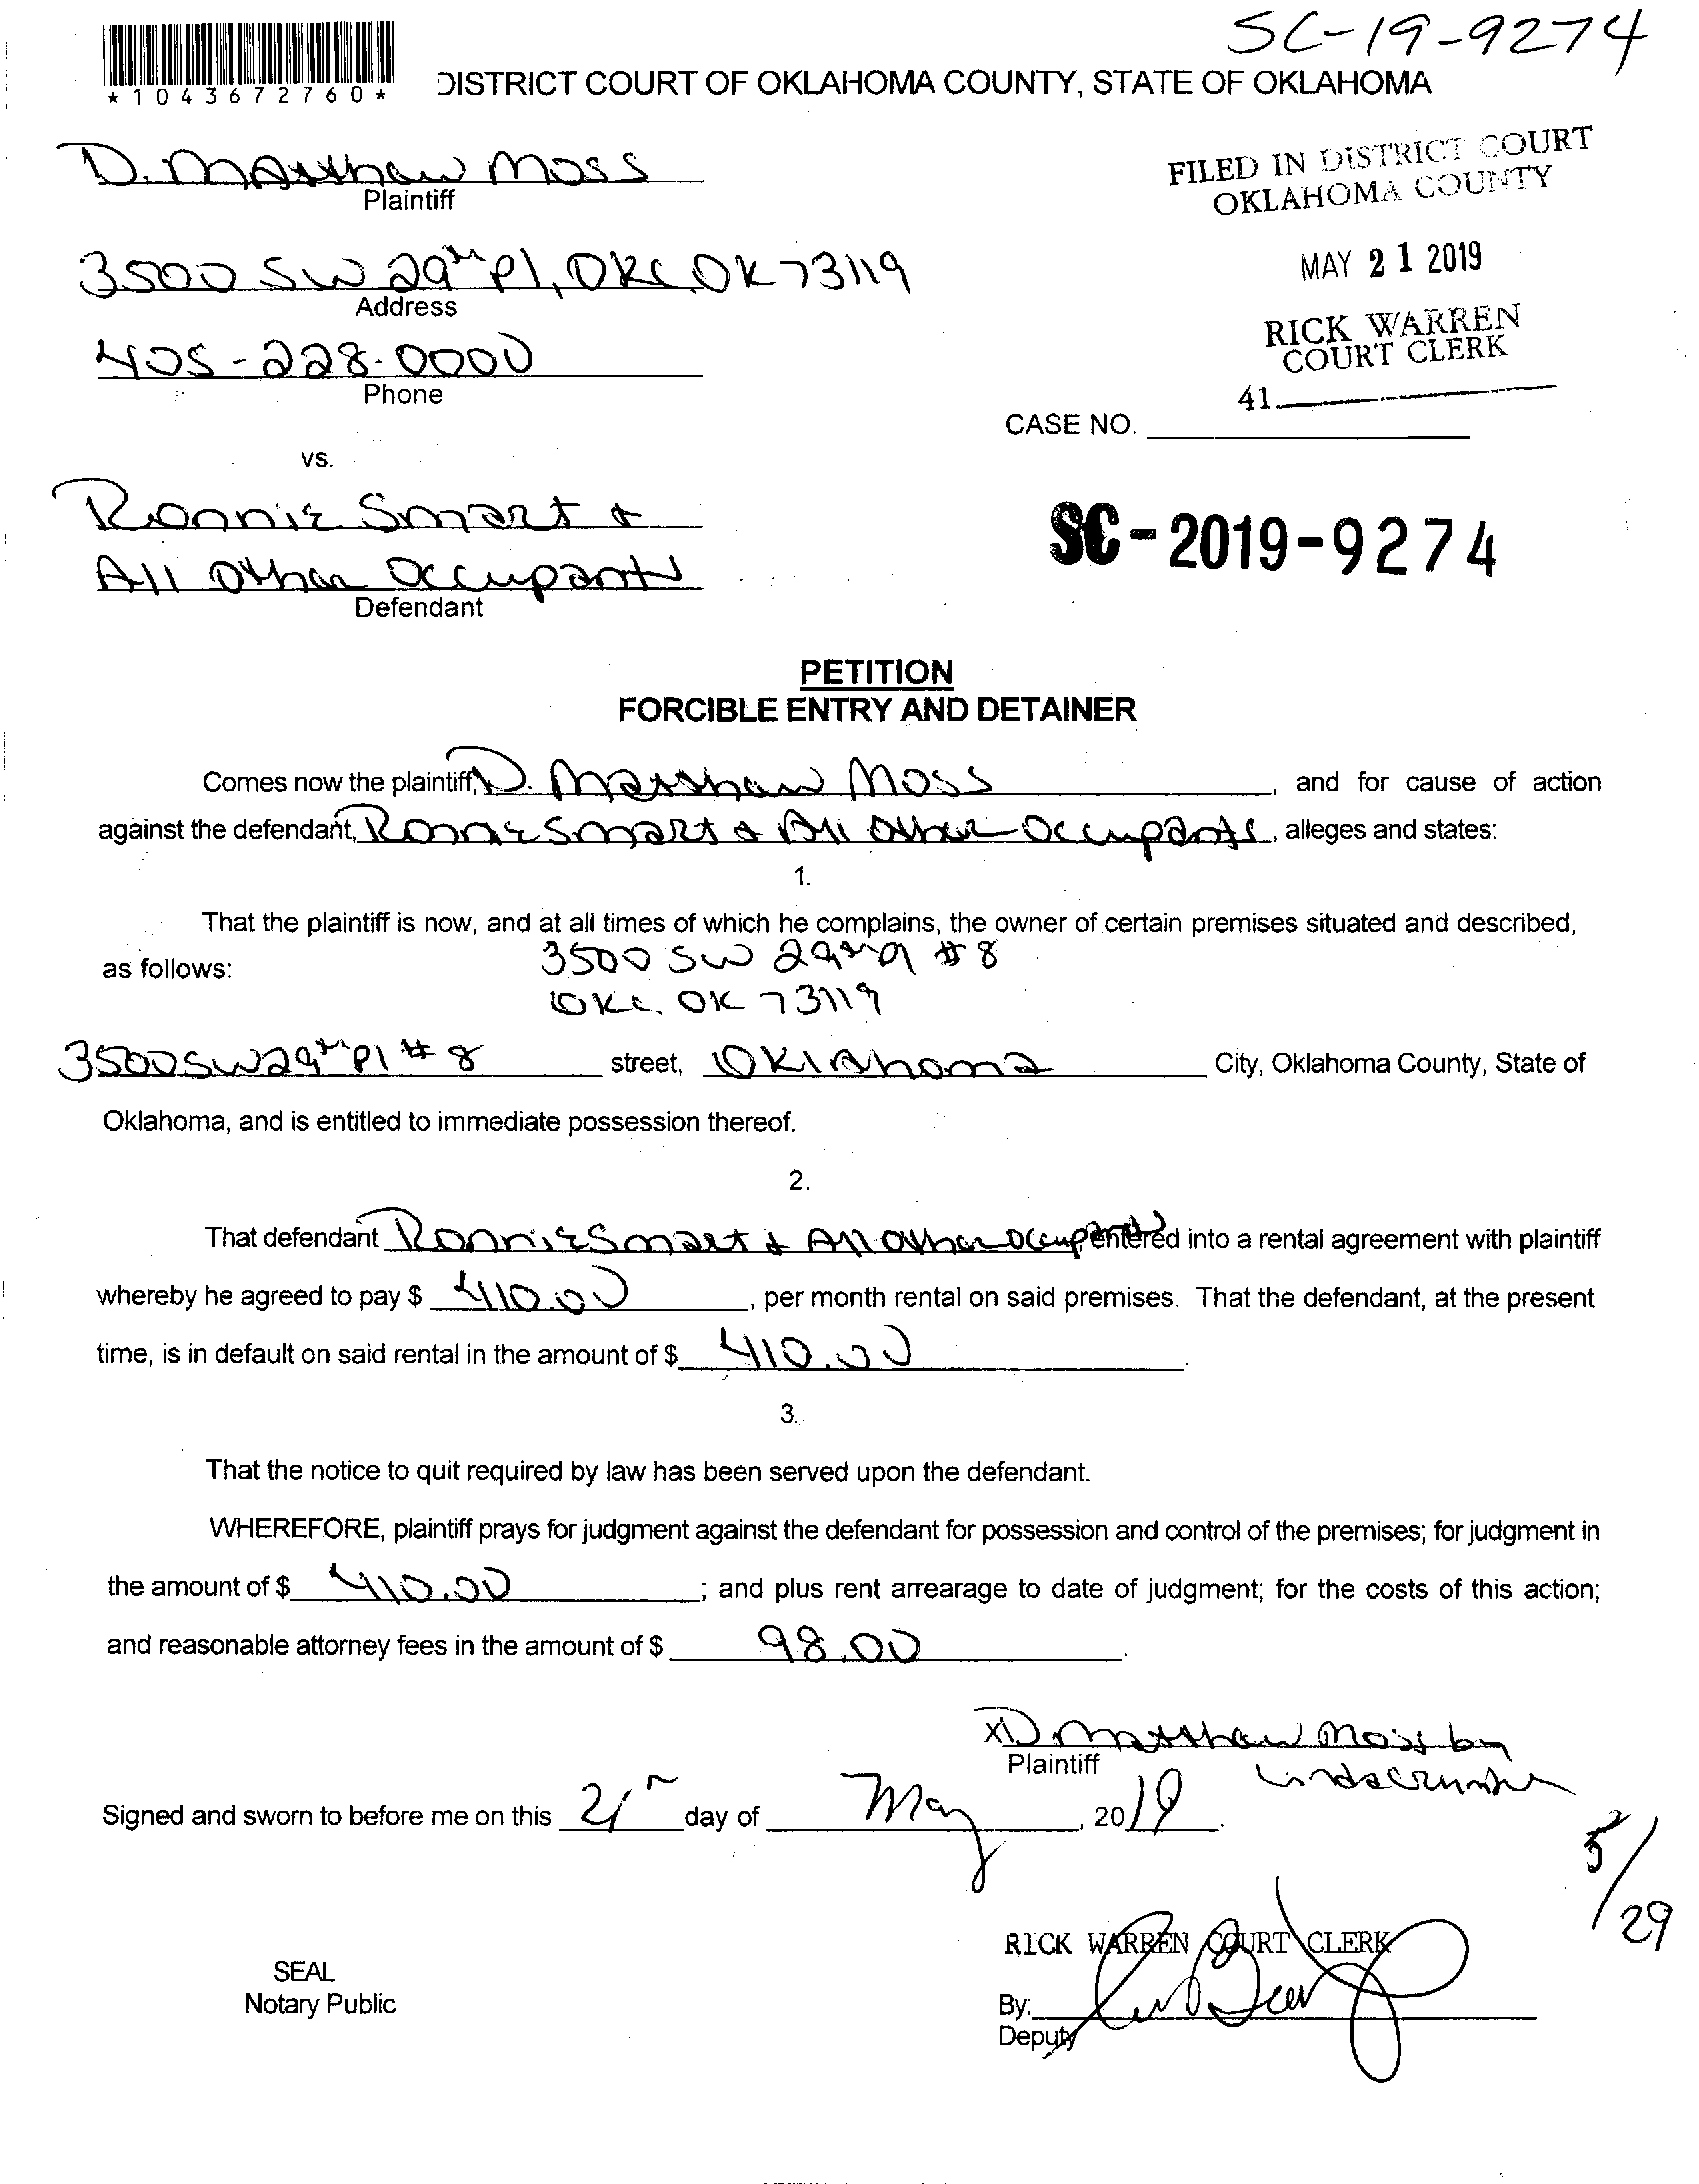 SC-19-9274
*1043672760*
DISTRICT COURT OF OKLAHOMA COUNTY, STATE OF OKLAHOMA
D. Matthew Moss
Plaintiff
FILED IN DISTRICT COURT
OKLAHOMA COUNTY
3500 SW 29th Pl, OKC OK 73119
Address
MAY 21 2019
405-228-0000
Phone
RICK WARREN
COURT CLERK
41
CASE NO.
vs.
Ronnie Smart &
All Other Occupants
Defendant
SC-2019-9274
PETITION
FORCIBLE ENTRY AND DETAINER
Comes now the plaintiff, D. Matthew Moss, and for cause of action
against the defendant, Ronnie Smart & All Other Occupants, alleges and states:
1.
That the plaintiff is now, and at all times of which he complains, the owner of certain premises situated and described,
as follows: 3500 SW 29th Pl #8
OKC. OK 73119
3500 SW 29th Pl #8 street, Oklahoma City, Oklahoma County, State of
Oklahoma, and is entitled to immediate possession thereof.
2.
That defendant Ronnie Smart & All Other Occupants entered into a rental agreement with plaintiff
whereby he agreed to pay $ 410.00, per month rental on said premises. That the defendant, at the present
time, is in default on said rental in the amount of $ 410.00.
3.
That the notice to quit required by law has been served upon the defendant.
WHEREFORE, plaintiff prays for judgment against the defendant for possession and control of the premises; for judgment in
the amount of $ 410.00; and plus rent arrearage to date of judgment; for the costs of this action;
and reasonable attorney fees in the amount of $ 98.00.
X D Matthew Moss by
Plaintiff
Signed and sworn to before me on this 21st day of May, 2019.
5/29
RICK WARREN COURT CLERK
SEAL
Notary Public
By:
Deputy